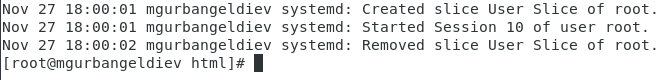 Nov 27 18:00:01 mgurbangeldiev systemd: Created slice User Slice of root.
Nov 27 18:00:01 mgurbangeldiev systemd: Started Session 10 of user root.
Nov 27 18:00:02 mgurbangeldiev systemd: Removed slice User Slice of root.
[root@mgurbangeldiev html]#